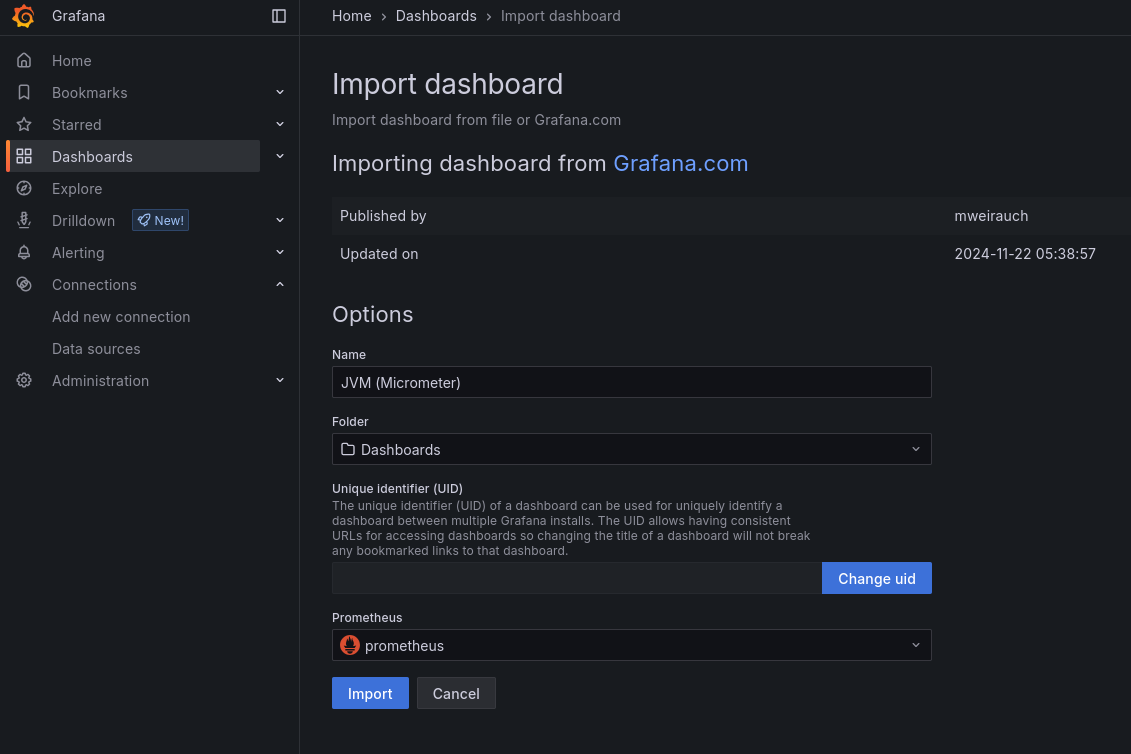 Grafana
Home › Dashboards › Import dashboard
Home
Bookmarks
Starred
Dashboards
Explore
Drilldown New!
Alerting
Connections
Add new connection
Data sources
Administration
Import dashboard
Import dashboard from file or Grafana.com
Importing dashboard from Grafana.com
Published by mweirauch
Updated on 2024-11-22 05:38:57
Options
Name
JVM (Micrometer)
Folder
Dashboards
Unique identifier (UID)
The unique identifier (UID) of a dashboard can be used for uniquely identify a
dashboard between multiple Grafana installs. The UID allows having consistent
URLs for accessing dashboards so changing the title of a dashboard will not break
any bookmarked links to that dashboard.
Change uid
Prometheus
prometheus
Import Cancel